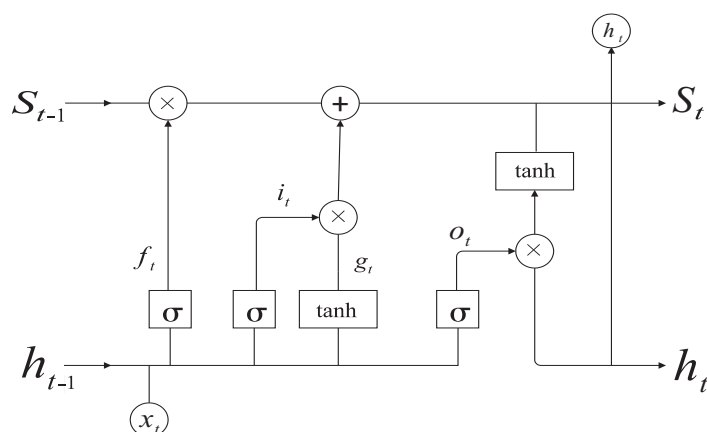 h_t
S_{t-1}
×
+
S_t
tanh
i_t
×
o_t
×
f_t
g_t
σ
σ
tanh
σ
h_{t-1}
h_t
x_t